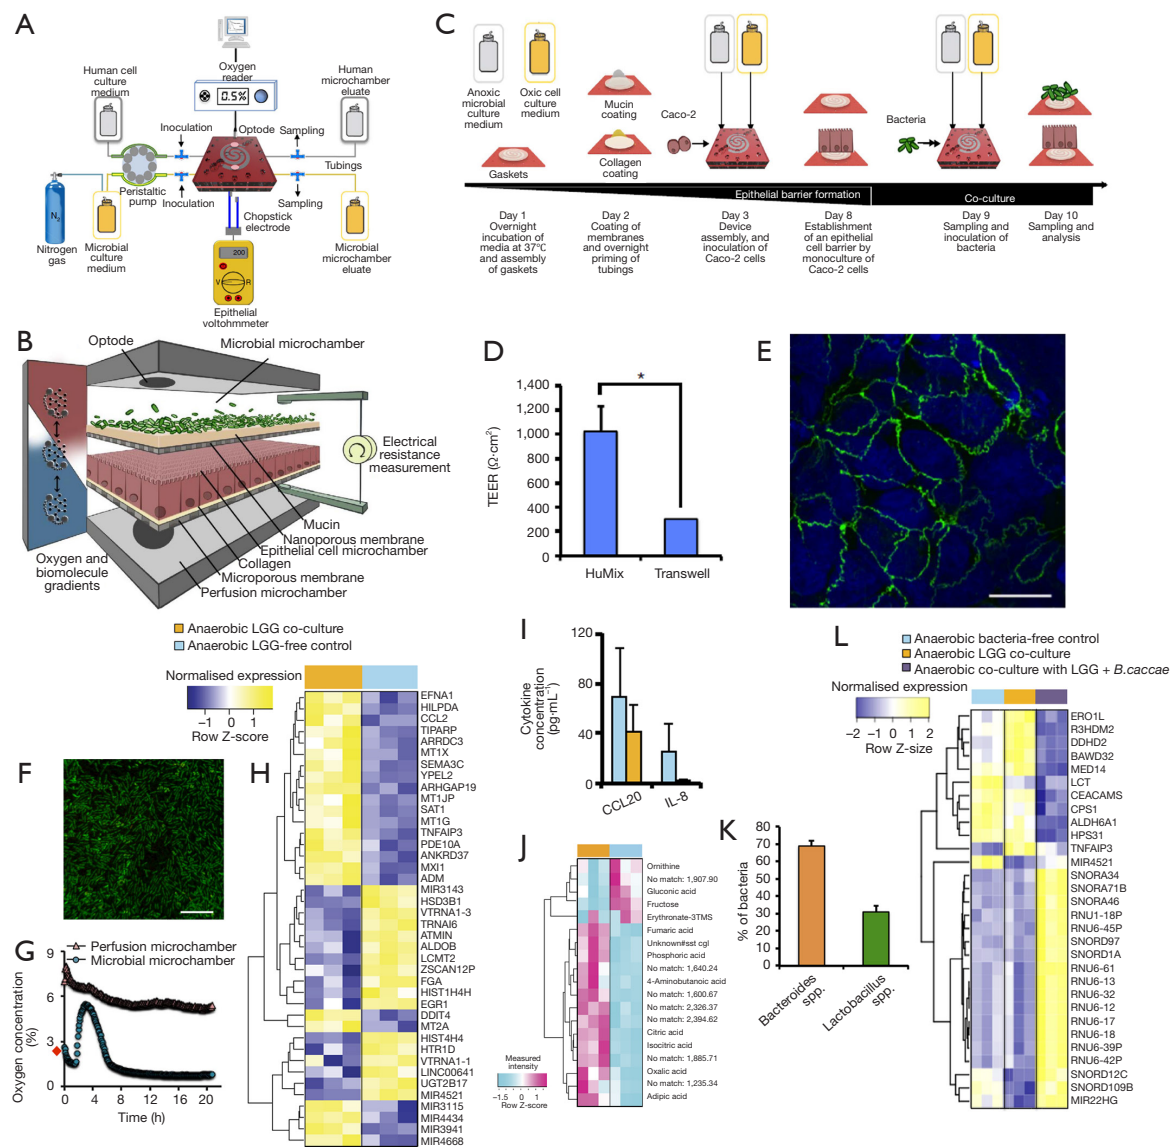 A
Human cell
culture
medium
Oxygen
reader
0.5%
Human
microchamber
eluate
Inoculation
Optode
Sampling
Tubings
Peristaltic
pump
Inoculation
Sampling
N2
Nitrogen
gas
Microbial
culture medium
Chopstick
electrode
200
V
R
Microbial
microchamber
eluate
Epithelial
voltohmmeter
C
Anoxic
microbial
culture medium
Oxic cell
culture
medium
Gaskets
Mucin
coating
Collagen
coating
Caco-2
Bacteria
Epithelial barrier formation
Co-culture
Day 1
Overnight
incubation of
media at 37°C
and assembly
of gaskets
Day 2
Coating of
membranes and
overnight
priming of
tubings
Day 3
Device
assembly, and
inoculation of
Caco-2 cells
Day 8
Establishment
of an epithelial
cell barrier by
monoculture of
Caco-2 cells
Day 9
Sampling and
inoculation of
bacteria
Day 10
Sampling and
analysis
B
Optode
Microbial microchamber
Electrical
resistance
measurement
Mucin
Nanoporous membrane
Epithelial cell microchamber
Collagen
Microporous membrane
Perfusion microchamber
Oxygen and
biomolecule
gradients
D
TEER (Ω·cm²)
1,400
1,200
1,000
800
600
400
200
0
*
HuMix
Transwell
E
F
G
Perfusion microchamber
Microbial microchamber
Oxygen concentration
(%)
9
6
3
0
0
4
8
12
16
20
Time (h)
Anaerobic LGG co-culture
Anaerobic LGG-free control
Normalised expression
−1 0 1
Row Z-score
H
EFNA1
HILPDA
CCL2
TIPARP
ARRDC3
MT1X
SEMA3C
YPEL2
ARHGAP19
MT1JP
SAT1
MT1G
TNFAIP3
PDE10A
ANKRD37
MXI1
ADM
MIR3143
HSD3B1
VTRNA1-3
TRNAI6
ATMIN
ALDOB
LCMT2
ZSCAN12P
FGA
HIST1H4H
EGR1
DDIT4
MT2A
HIST4H4
HTR1D
VTRNA1-1
LINC00641
UGT2B17
MIR4521
MIR3115
MIR4434
MIR3941
MIR4668
I
Cytokine
concentration
(pg·mL⁻¹)
120
80
40
0
CCL20
IL-8
J
Ornithine
No match: 1,907.90
Gluconic acid
Fructose
Erythronate-3TMS
Fumaric acid
Unknown#sst cgl
Phosphoric acid
No match: 1,640.24
4-Aminobutanoic acid
No match: 1,600.67
No match: 2,326.37
No match: 2,394.62
Citric acid
Isocitric acid
No match: 1,885.71
Oxalic acid
No match: 1,235.34
Adipic acid
Measured
intensity
−1.5 0 1
Row Z-score
K
% of bacteria
80
70
60
50
40
30
20
10
0
Bacteroides
spp.
Lactobacillus
spp.
L
Anaerobic bacteria-free control
Anaerobic LGG co-culture
Anaerobic co-culture with LGG + B.caccae
Normalised expression
−2 −1 0 1 2
Row Z-size
ERO1L
R3HDM2
DDHD2
BAWD32
MED14
LCT
CEACAMS
CPS1
ALDH6A1
HPS31
TNFAIP3
MIR4521
SNORA34
SNORA71B
SNORA46
RNU1-18P
RNU6-45P
SNORD97
SNORD1A
RNU6-61
RNU6-13
RNU6-32
RNU6-12
RNU6-17
RNU6-18
RNU6-39P
RNU6-42P
SNORD12C
SNORD109B
MIR22HG